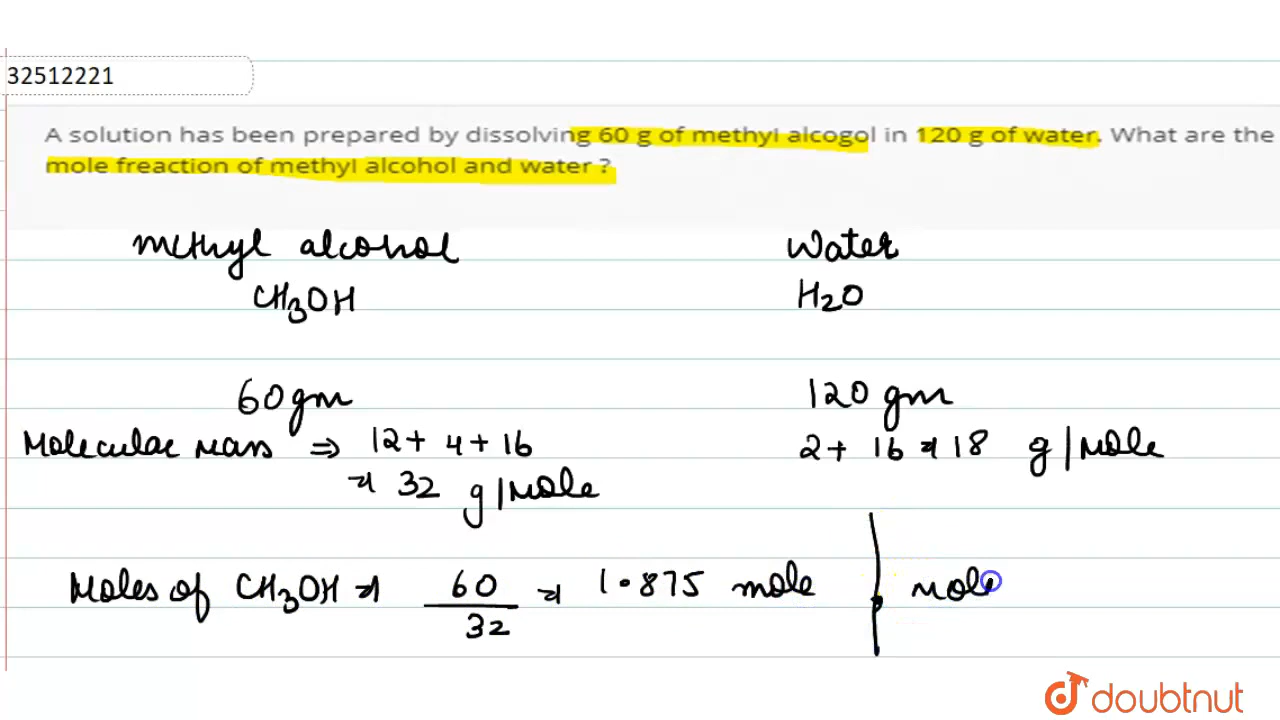 32512221
A solution has been prepared by dissolving 60 g of methyl alcogol in 120 g of water. What are the
mole freaction of methyl alcohol and water ?
Methyl alcohol Water
CH3OH H2O
60 gm 120 gm
Molecular mass ⇒ 12+ 4+ 16 2+ 16 ⇒ 18 g/mole
⇒ 32 g/mole
Moles of CH3OH ⇒ 60/32 ⇒ 1.875 mole mole
doubtnut